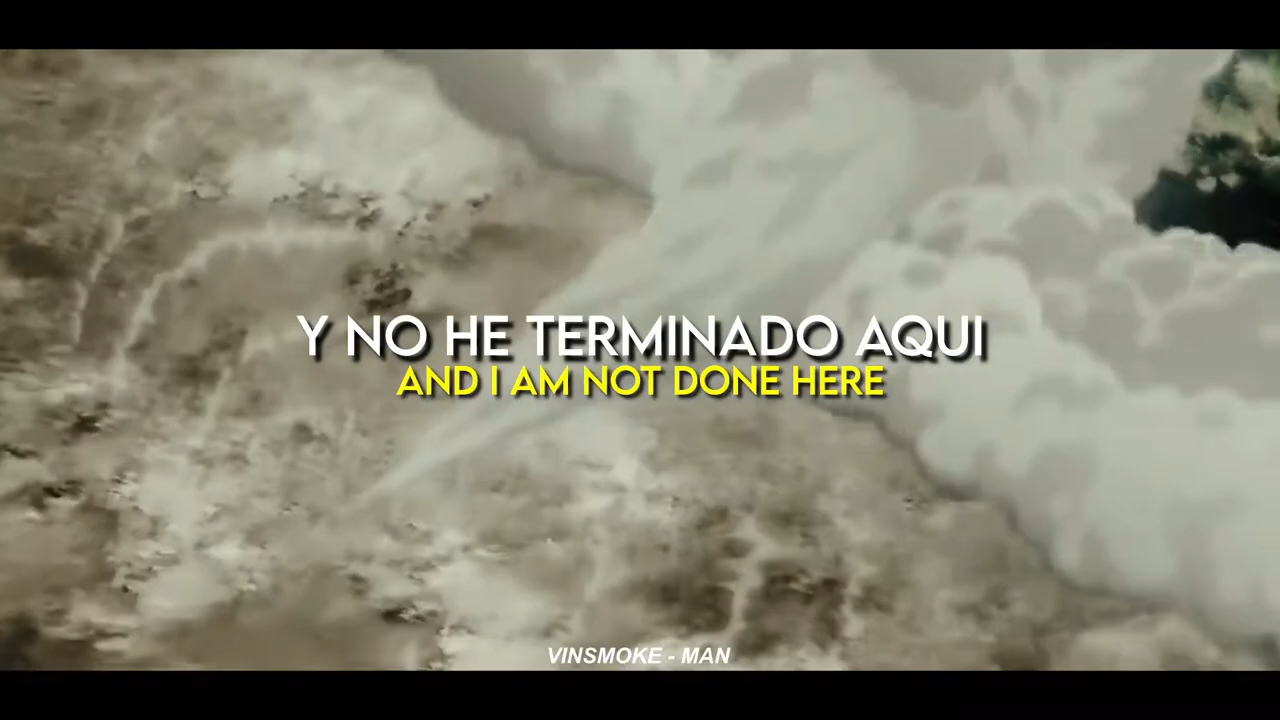 Y NO HE TERMINADO AQUI
AND I AM NOT DONE HERE
VINSMOKE - MAN